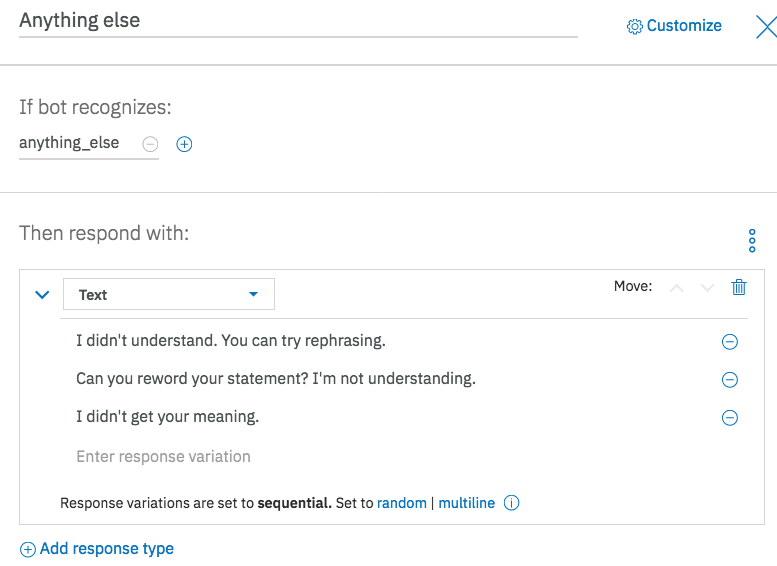 Anything else
Customize
If bot recognizes:
anything_else
Then respond with:
Text
Move:
I didn't understand. You can try rephrasing.
Can you reword your statement? I'm not understanding.
I didn't get your meaning.
Enter response variation
Response variations are set to sequential. Set to random | multiline
Add response type